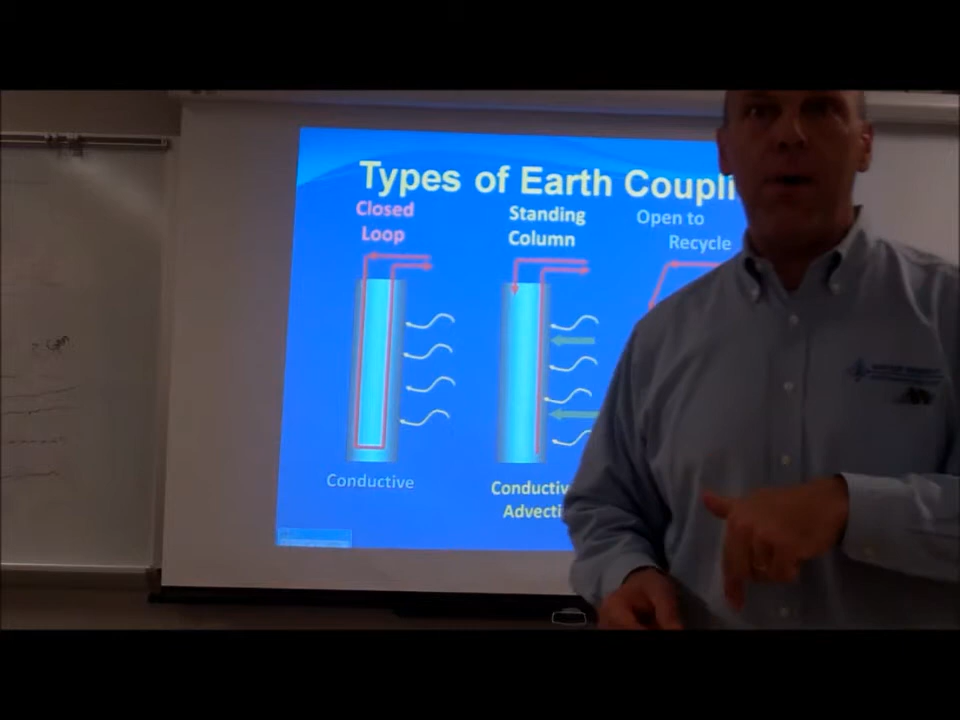 Types of Earth Coupli
Closed
Loop
Standing
Column
Open to
Recycle
Conductive
Conductiv
Advecti